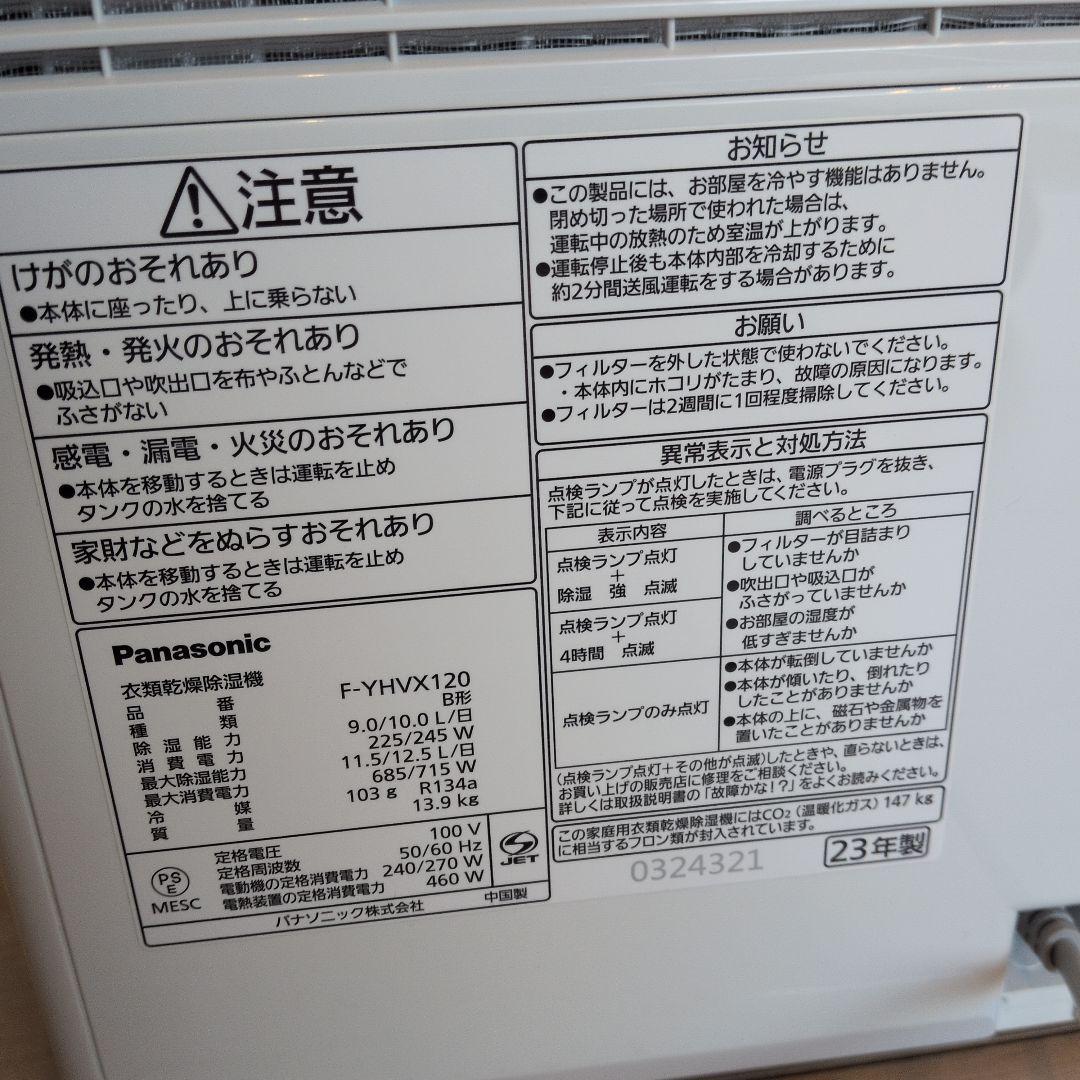 注意
けがのおそれあり
●本体に座ったり、上に乗らない
発熱・発火のおそれあり
●吸込口や吹出口を布やふとんなどで
ふさがない
感電・漏電・火災のおそれあり
●本体を移動するときは運転を止め
タンクの水を捨てる
家財などをぬらすおそれあり
●本体を移動するときは運転を止め
タンクの水を捨てる
Panasonic
衣類乾燥除湿機
品番 F-YHVX120
種類 B形
除湿能力 9.0/10.0 L/日
消費電力 225/245 W
最大除湿能力 11.5/12.5 L/日
最大消費電力 685/715 W
冷媒 103 g R134a
質量 13.9 kg
定格電圧 100 V
定格周波数 50/60 Hz
電動機の定格消費電力 240/270 W
電熱装置の定格消費電力 460 W
PS
E
MESC
S
JET
パナソニック株式会社 中国製
お知らせ
●この製品には、お部屋を冷やす機能はありません。
閉め切った場所で使われた場合は、
運転中の放熱のため室温が上がります。
●運転停止後も本体内部を冷却するために
約2分間送風運転をする場合があります。
お願い
●フィルターを外した状態で使わないでください。
・本体内にホコリがたまり、故障の原因になります。
●フィルターは2週間に1回程度掃除してください。
異常表示と対処方法
点検ランプが点灯したときは、電源プラグを抜き、
下記に従って点検を実施してください。
表示内容 調べるところ
点検ランプ点灯
+
除湿 強 点滅
点検ランプ点灯
+
4時間 点滅
●フィルターが目詰まり
していませんか
●吹出口や吸込口が
ふさがっていませんか
●お部屋の湿度が
低すぎませんか
点検ランプのみ点灯
●本体が転倒していませんか
●本体が傾いたり、倒れたり
したことがありませんか
●本体の上に、磁石や金属物を
置いたことがありませんか
(点検ランプ点灯+その他が点滅)したときや、直らないときは、
お買い上げの販売店に修理をご相談ください。
詳しくは取扱説明書の「故障かな!?」をよくお読みください。
この家庭用衣類乾燥除湿機にはCO₂(温暖化ガス)147 kg
に相当するフロン類が封入されています。
0324321
23年製